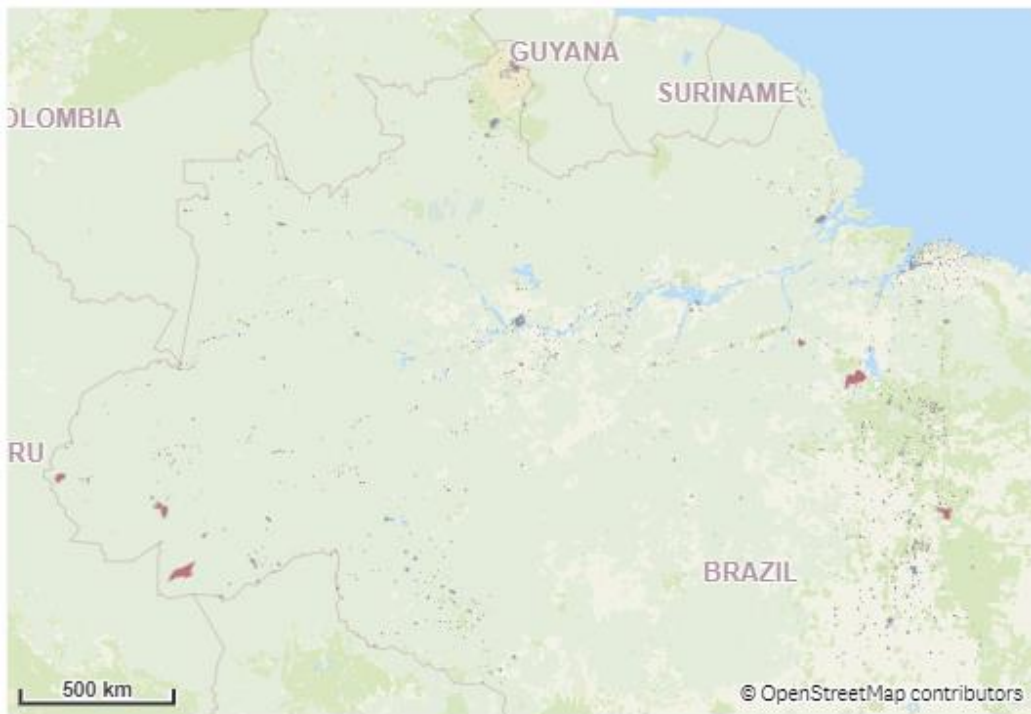 GUYANA
SURINAME
OLOMBIA
RU
BRAZIL
500 km
© OpenStreetMap contributors